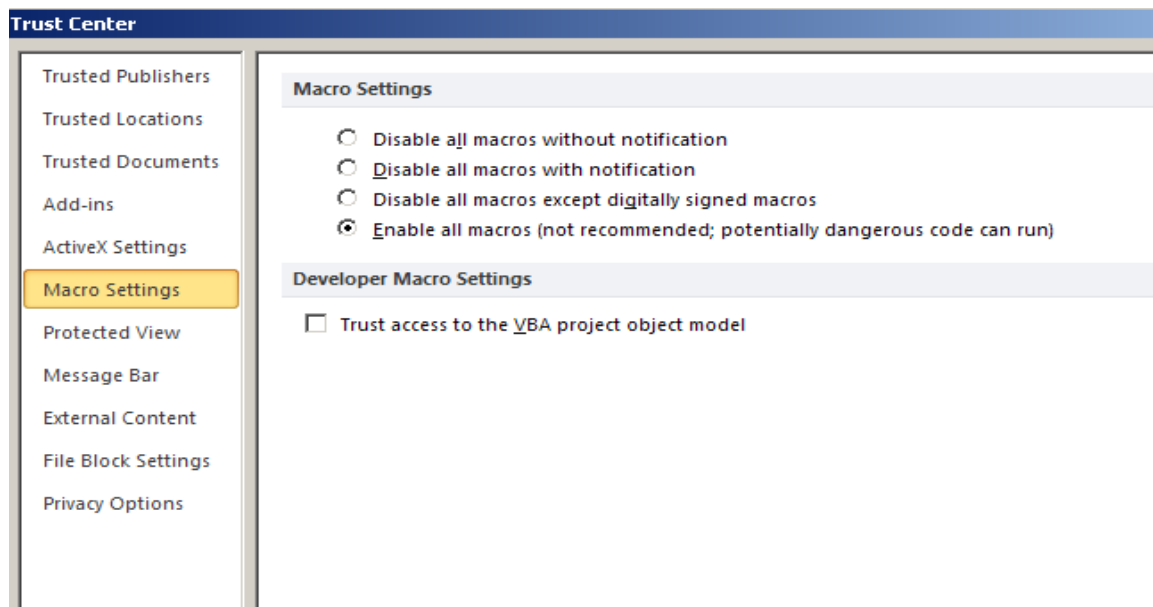 Trust Center
Trusted Publishers
Trusted Locations
Trusted Documents
Add-ins
ActiveX Settings
Macro Settings
Protected View
Message Bar
External Content
File Block Settings
Privacy Options
Macro Settings
Disable all macros without notification
Disable all macros with notification
Disable all macros except digitally signed macros
Enable all macros (not recommended; potentially dangerous code can run)
Developer Macro Settings
Trust access to the VBA project object model